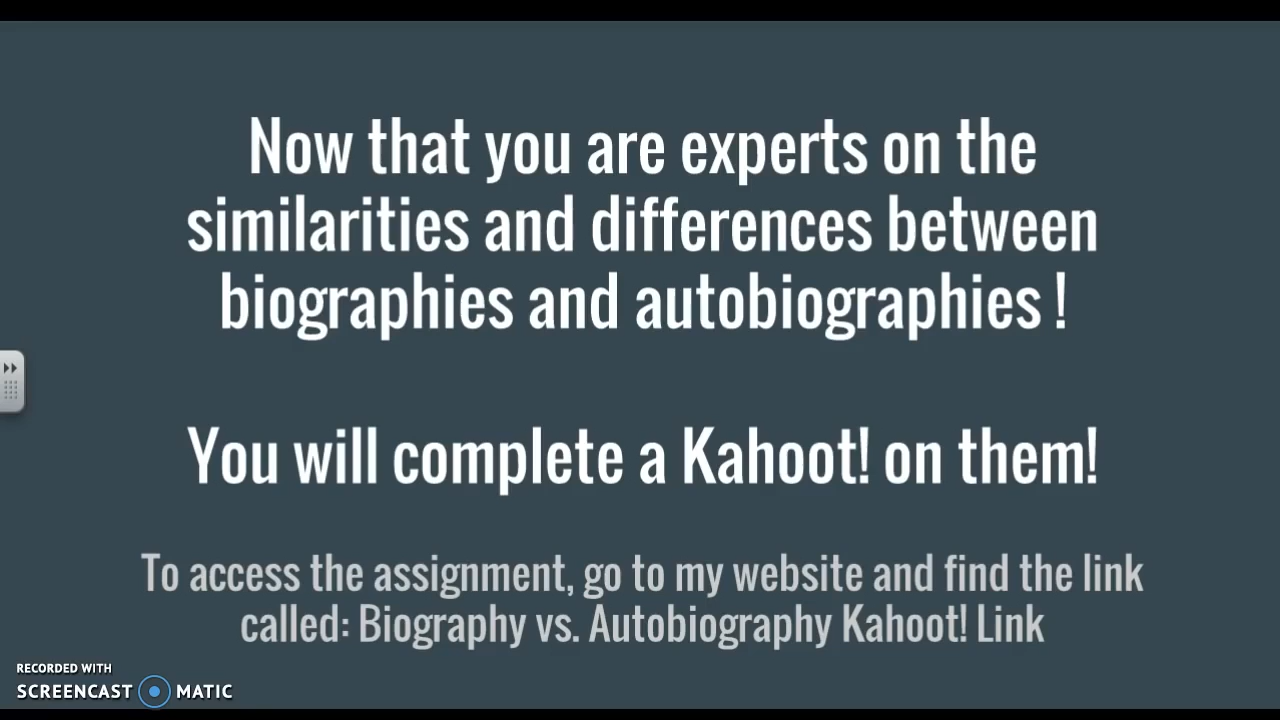 Now that you are experts on the
similarities and differences between
biographies and autobiographies !
You will complete a Kahoot! on them!
To access the assignment, go to my website and find the link
called: Biography vs. Autobiography Kahoot! Link
RECORDED WITH
SCREENCAST MATIC